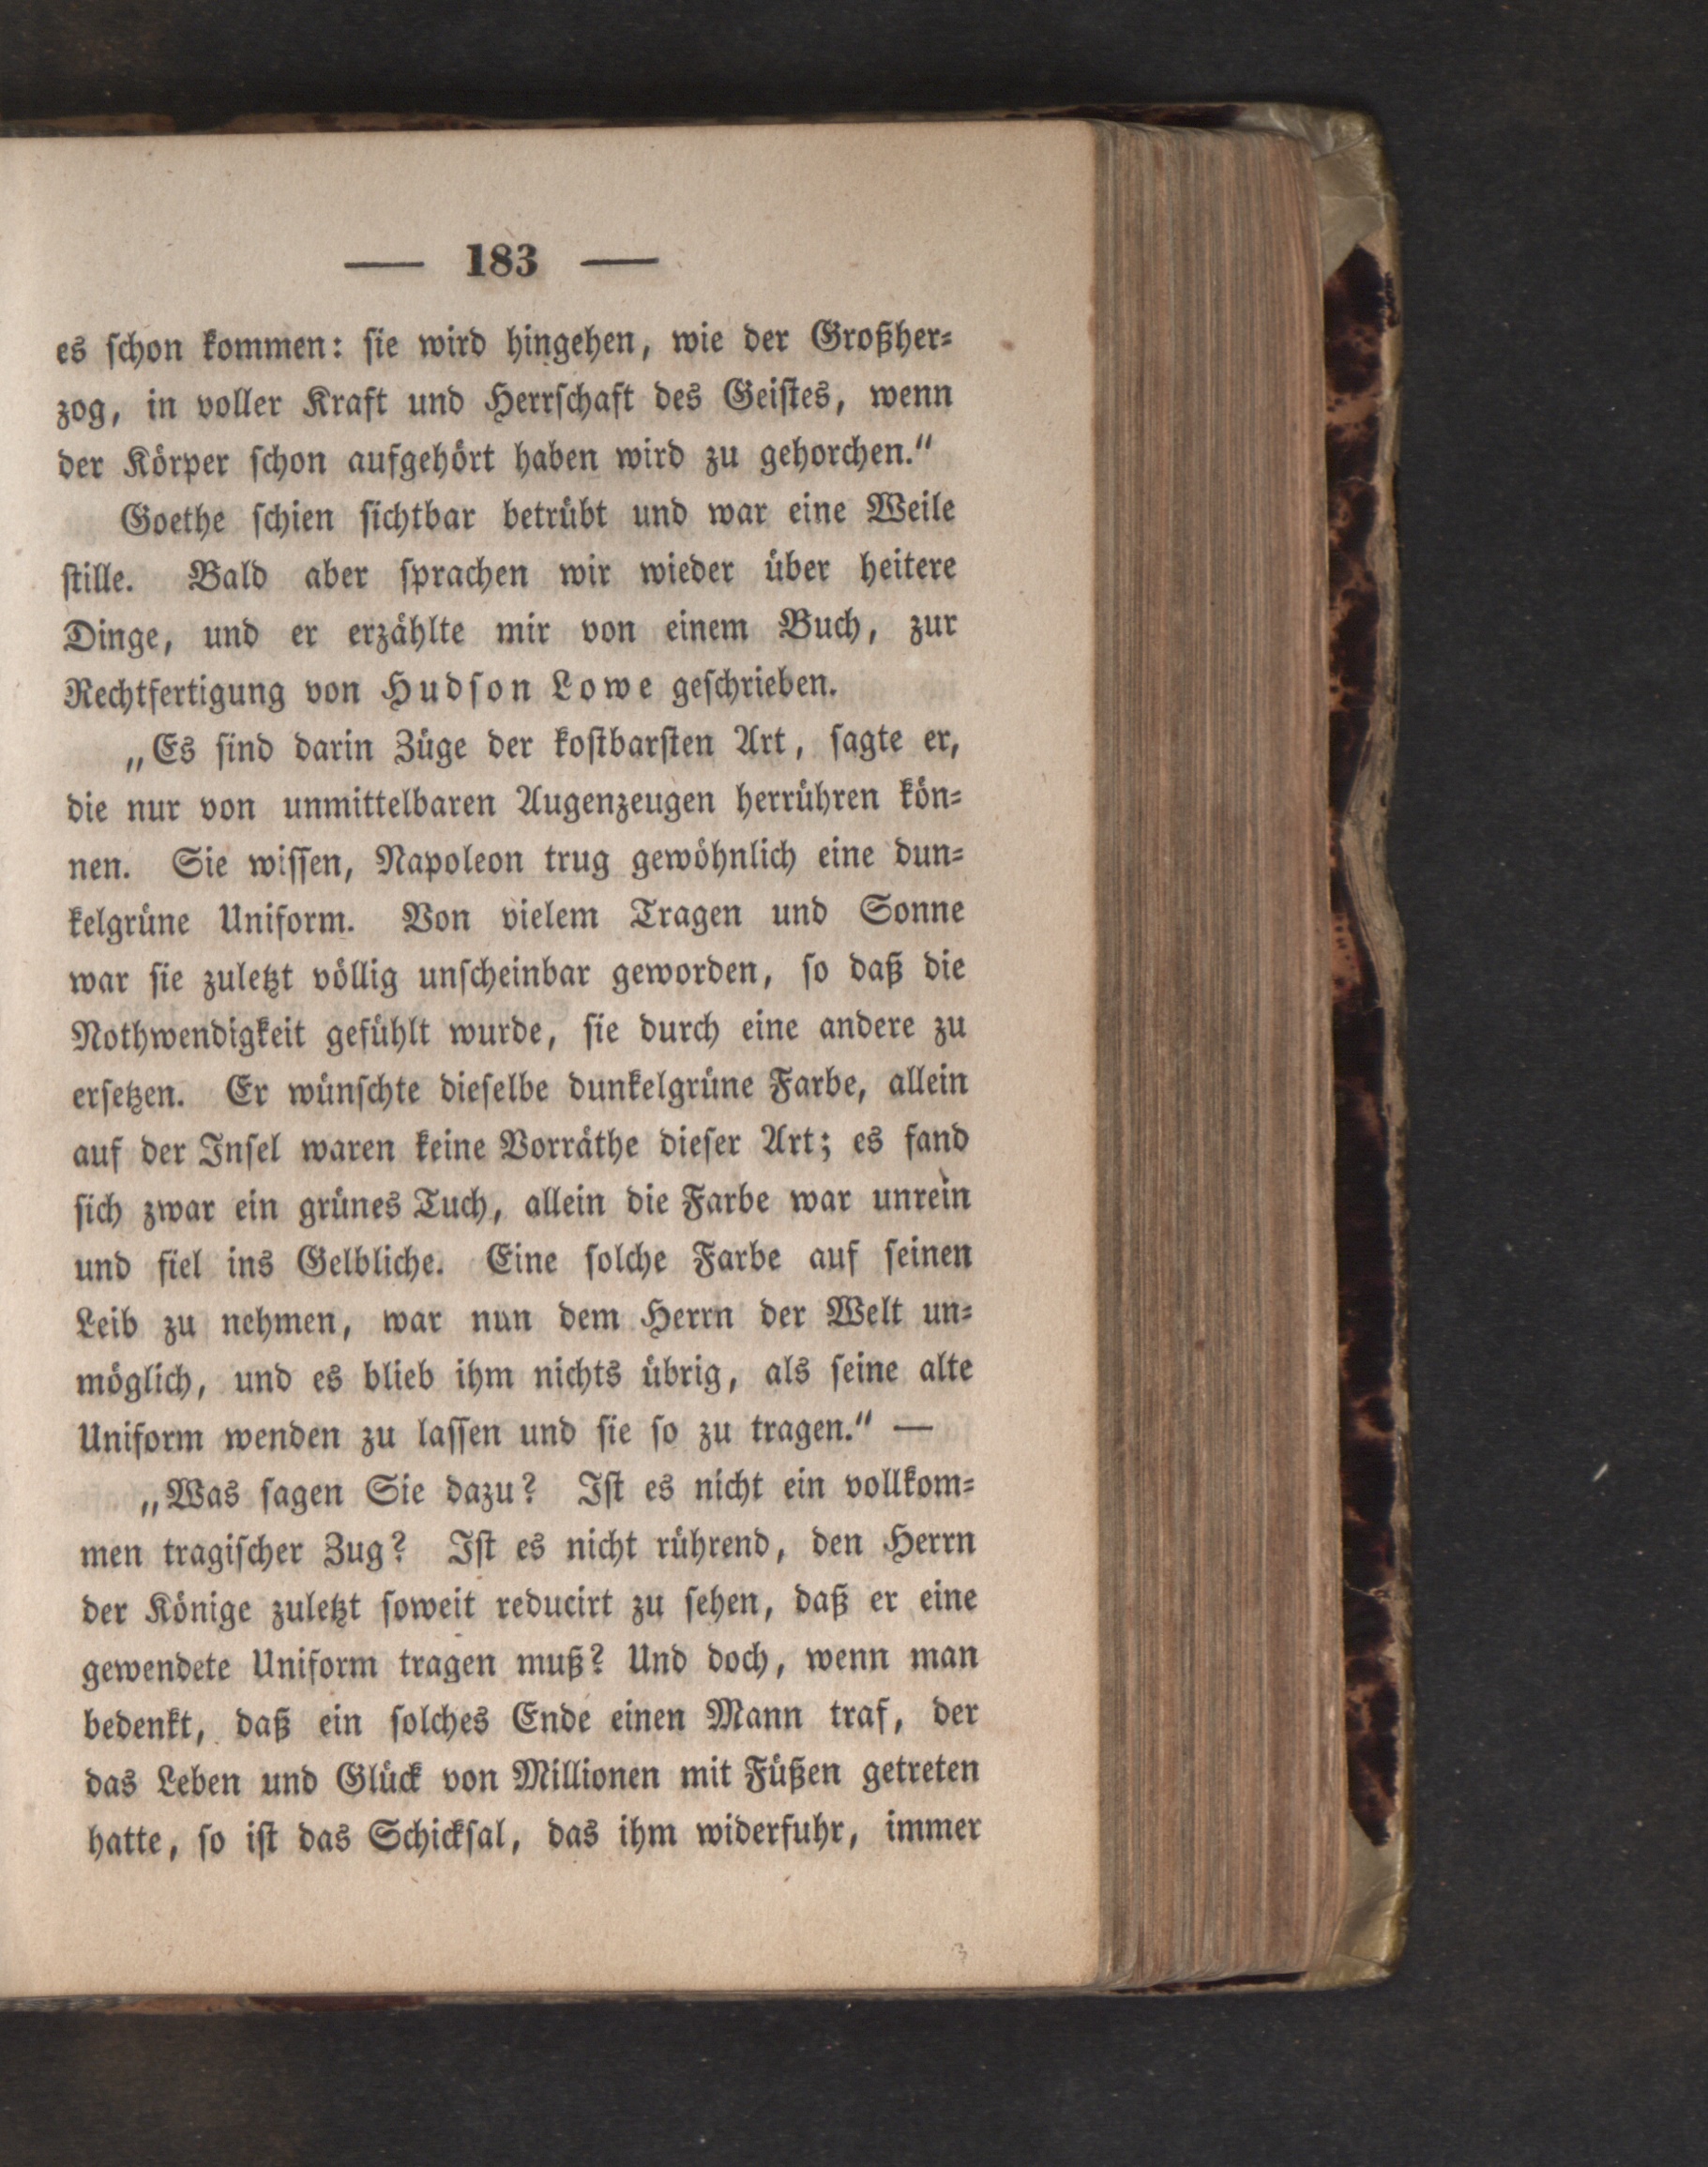 — 183 —
es ſchon kommen: ſie wird hingehen, wie der Großher⸗
zog, in voller Kraft und Herrſchaft des Geiſtes, wenn
der Körper ſchon aufgehört haben wird zu gehorchen.“
Goethe ſchien ſichtbar betrübt und war eine Weile
ſtille. Bald aber ſprachen wir wieder über heitere
Dinge, und er erzählte mir von einem Buch, zur
Rechtfertigung von Hudſon Lowe geſchrieben.
„Es ſind darin Züge der koſtbarſten Art, ſagte er,
die nur von unmittelbaren Augenzeugen herrühren kön⸗
nen. Sie wiſſen, Napoleon trug gewöhnlich eine dun⸗
kelgrüne Uniform. Von vielem Tragen und Sonne
war ſie zuletzt völlig unſcheinbar geworden, ſo daß die
Nothwendigkeit gefühlt wurde, ſie durch eine andere zu
erſetzen. Er wünſchte dieſelbe dunkelgrüne Farbe, allein
auf der Inſel waren keine Vorräthe dieſer Art; es fand
ſich zwar ein grünes Tuch, allein die Farbe war unrein
und fiel ins Gelbliche. Eine ſolche Farbe auf ſeinen
Leib zu nehmen, war nun dem Herrn der Welt un⸗
möglich, und es blieb ihm nichts übrig, als ſeine alte
Uniform wenden zu laſſen und ſie ſo zu tragen.“ —
„Was ſagen Sie dazu? Iſt es nicht ein vollkom⸗
men tragiſcher Zug? Iſt es nicht rührend, den Herrn
der Könige zuletzt ſoweit reducirt zu ſehen, daß er eine
gewendete Uniform tragen muß? Und doch, wenn man
bedenkt, daß ein ſolches Ende einen Mann traf, der
das Leben und Glück von Millionen mit Füßen getreten
hatte, ſo iſt das Schickſal, das ihm widerfuhr, immer
3